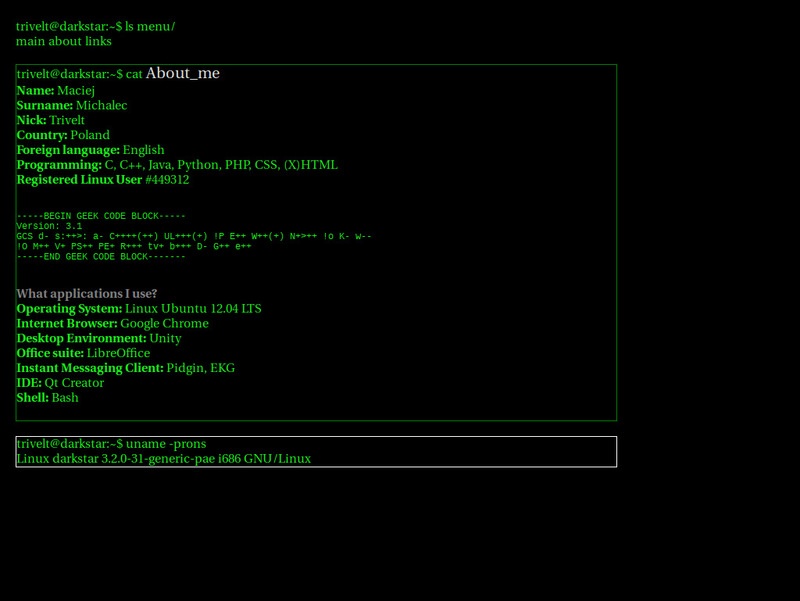 trivelt@darkstar:~$ ls menu/
main about links
trivelt@darkstar:~$ cat About_me
Name: Maciej
Surname: Michalec
Nick: Trivelt
Country: Poland
Foreign language: English
Programming: C, C++, Java, Python, PHP, CSS, (X)HTML
Registered Linux User #449312
-----BEGIN GEEK CODE BLOCK-----
Version: 3.1
GCS d- s:++>: a- C++++(++) UL+++(+) !P E++ W++(+) N+>++ !o K- w--
!O M++ V+ PS++ PE+ R+++ tv+ b+++ D- G++ e++
-----END GEEK CODE BLOCK------
What applications I use?
Operating System: Linux Ubuntu 12.04 LTS
Internet Browser: Google Chrome
Desktop Environment: Unity
Office suite: LibreOffice
Instant Messaging Client: Pidgin, EKG
IDE: Qt Creator
Shell: Bash
trivelt@darkstar:~$ uname -prons
Linux darkstar 3.2.0-31-generic-pae i686 GNU/Linux